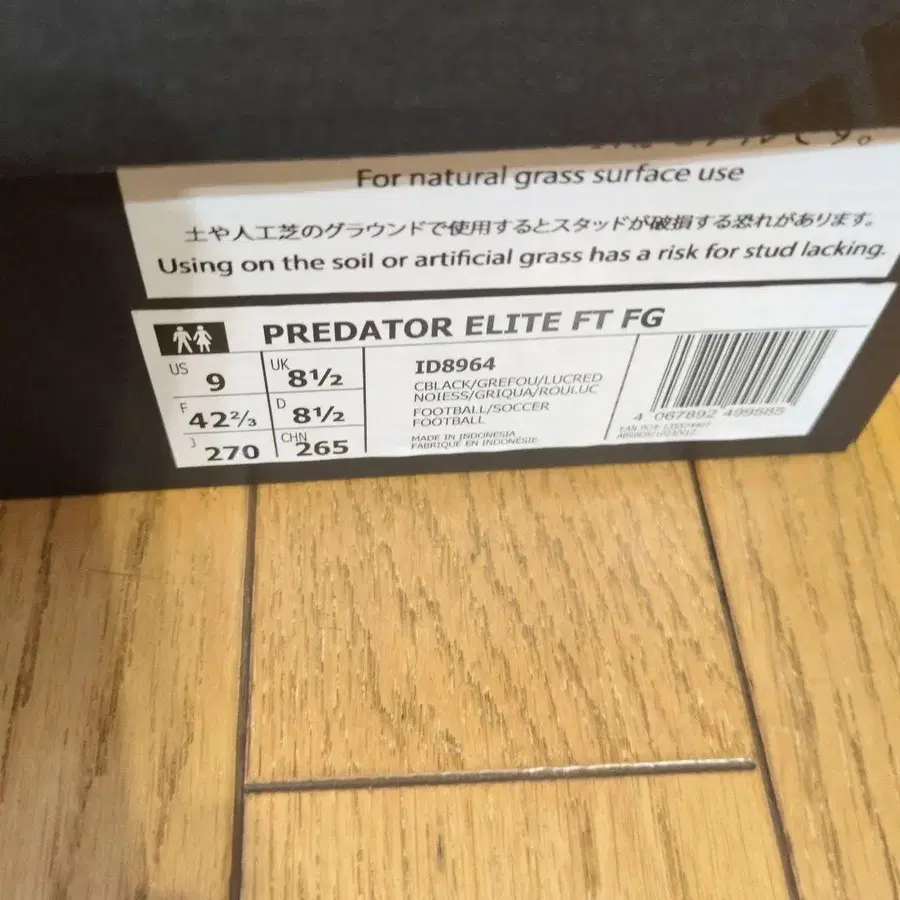 For natural grass surface use
土や人工芝のグラウンドで使用するとスタッドが破損する恐れがあります。
Using on the soil or artificial grass has a risk for stud lacking.
PREDATOR ELITE FT FG
US 9 UK 8½
F 42⅔ D 8½
J 270 CHN 265
ID8964
CBLACK/GREFOU/LUCRED
NOIESS/GRIQUA/ROULUC
FOOTBALL/SOCCER
FOOTBALL
MADE IN INDONESIA
FABRIQUÉ EN INDONÉSIE
4 067892 499585